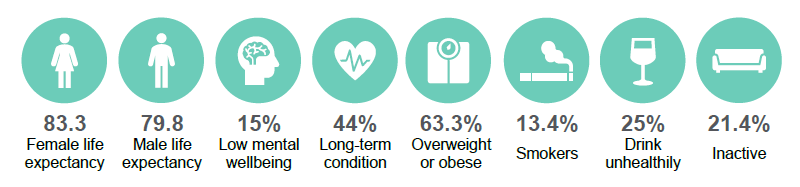 83.3
Female life
expectancy
79.8
Male life
expectancy
15%
Low mental
wellbeing
44%
Long-term
condition
63.3%
Overweight
or obese
13.4%
Smokers
25%
Drink
unhealthily
21.4%
Inactive